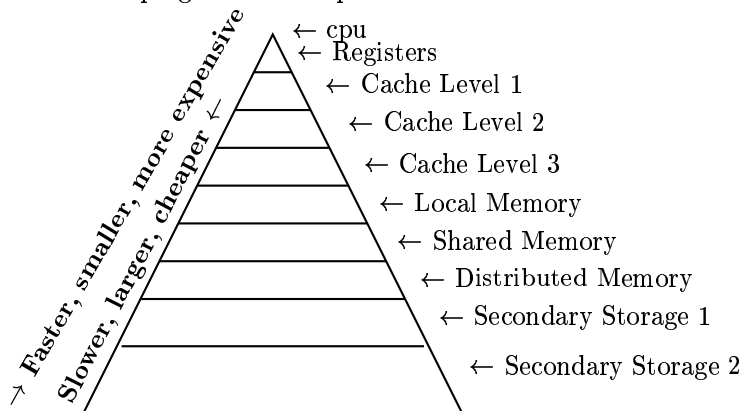 ← cpu
← Registers
← Cache Level 1
← Cache Level 2
← Cache Level 3
← Local Memory
← Shared Memory
← Distributed Memory
← Secondary Storage 1
← Secondary Storage 2
→ Faster, smaller, more expensive
Slower, larger, cheaper ←